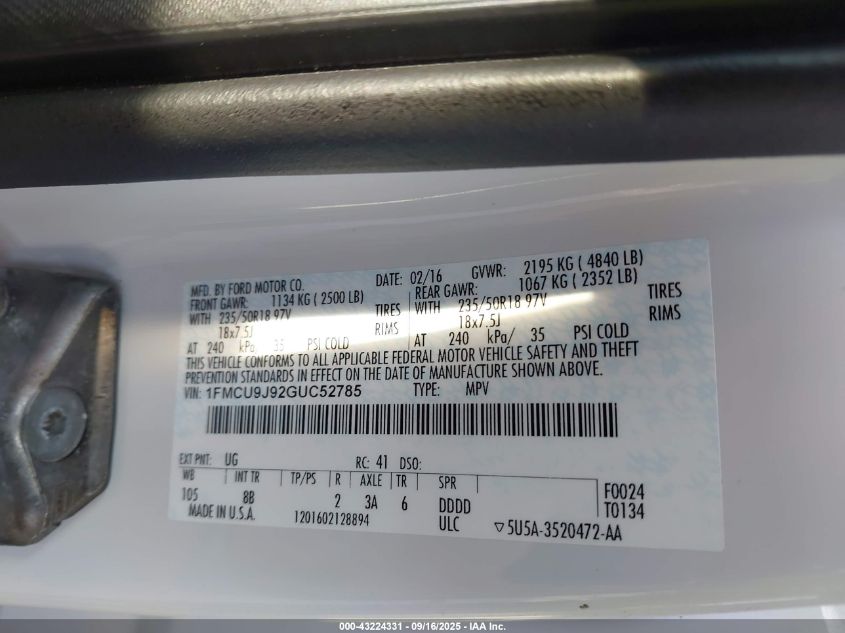 MFD. BY FORD MOTOR CO. DATE: 02/16 GVWR: 2195 KG ( 4840 LB)
FRONT GAWR: 1134 KG ( 2500 LB) REAR GAWR: 1067 KG ( 2352 LB)
WITH 235/50R18 97V TIRES WITH 235/50R18 97V TIRES
18x7.5J RIMS 18x7.5J RIMS
AT 240 kPa/ 35 PSI COLD AT 240 kPa/ 35 PSI COLD
THIS VEHICLE CONFORMS TO ALL APPLICABLE FEDERAL MOTOR VEHICLE SAFETY AND THEFT
PREVENTION STANDARDS IN EFFECT ON THE DATE OF MANUFACTURE SHOWN ABOVE.
VIN: 1FMCU9J92GUC52785 TYPE: MPV
EXT PNT: UG RC: 41 DSO:
WB INT TR TP/PS R AXLE TR SPR
105 8B 2 3A 6 DDDD F0024
MADE IN U.S.A. 1201602128894 ULC T0134
▽5U5A-3520472-AA
000-43224331 - 09/16/2025 - IAA Inc.